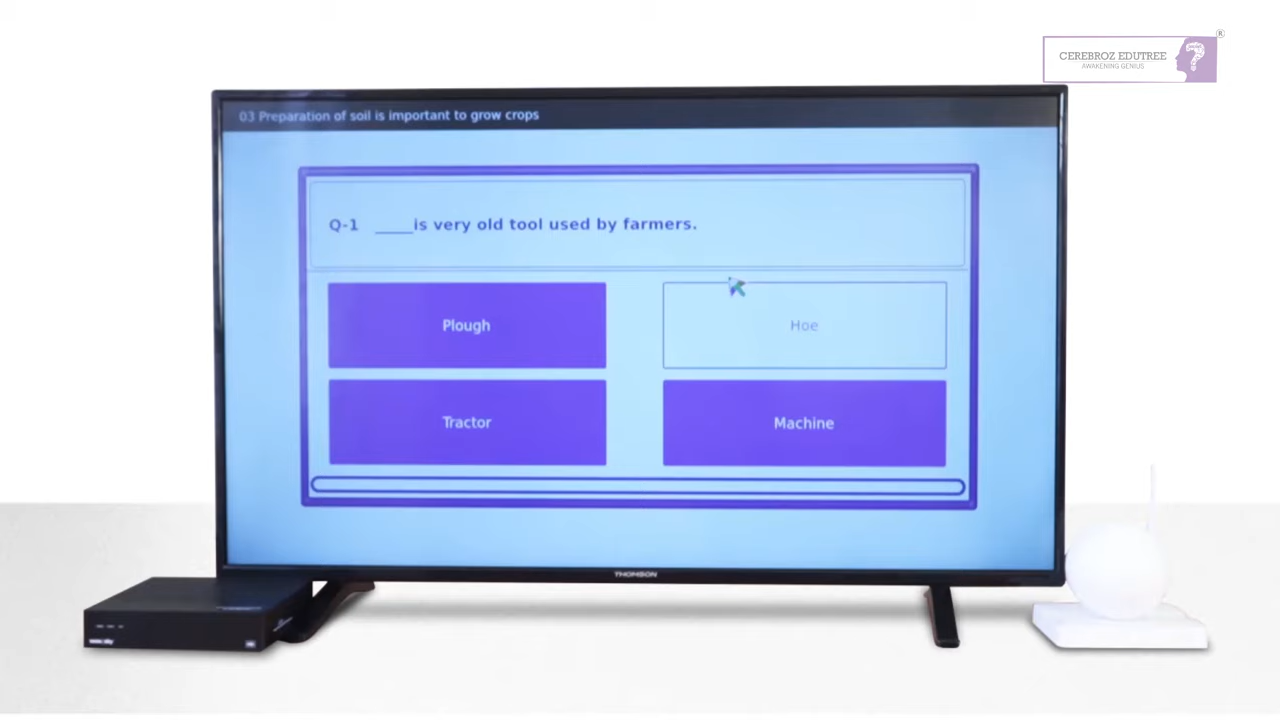 CEREBROZ EDUTREE
AWAKENING GENIUS
®
03 Preparation of soil is important to grow crops
Q-1 ____is very old tool used by farmers.
Plough
Hoe
Tractor
Machine
THOMSON